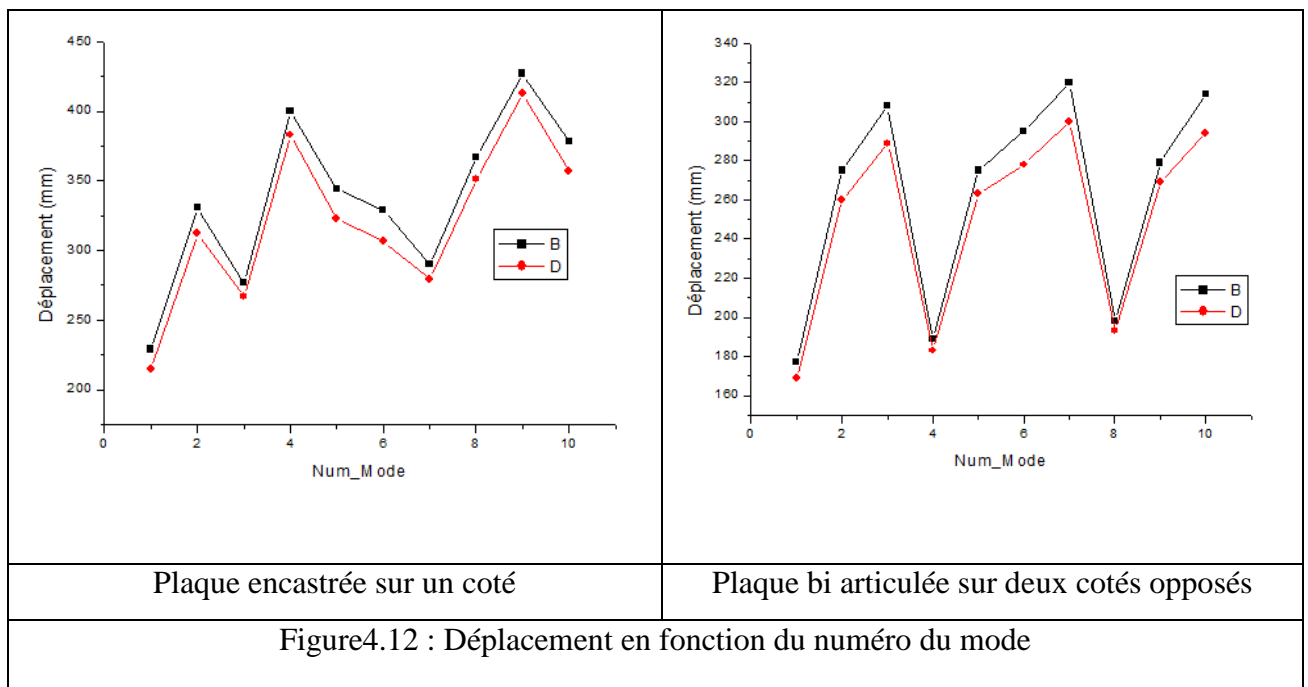 450
400
350
300
250
200
0
2
4
6
8
10
Déplacement (mm)
Num_Mode
B
D
340
320
300
280
260
240
220
200
180
160
0
2
4
6
8
10
Déplacement (mm)
Num_Mode
B
D
Plaque encastrée sur un coté
Plaque bi articulée sur deux cotés opposés
Figure4.12 : Déplacement en fonction du numéro du mode